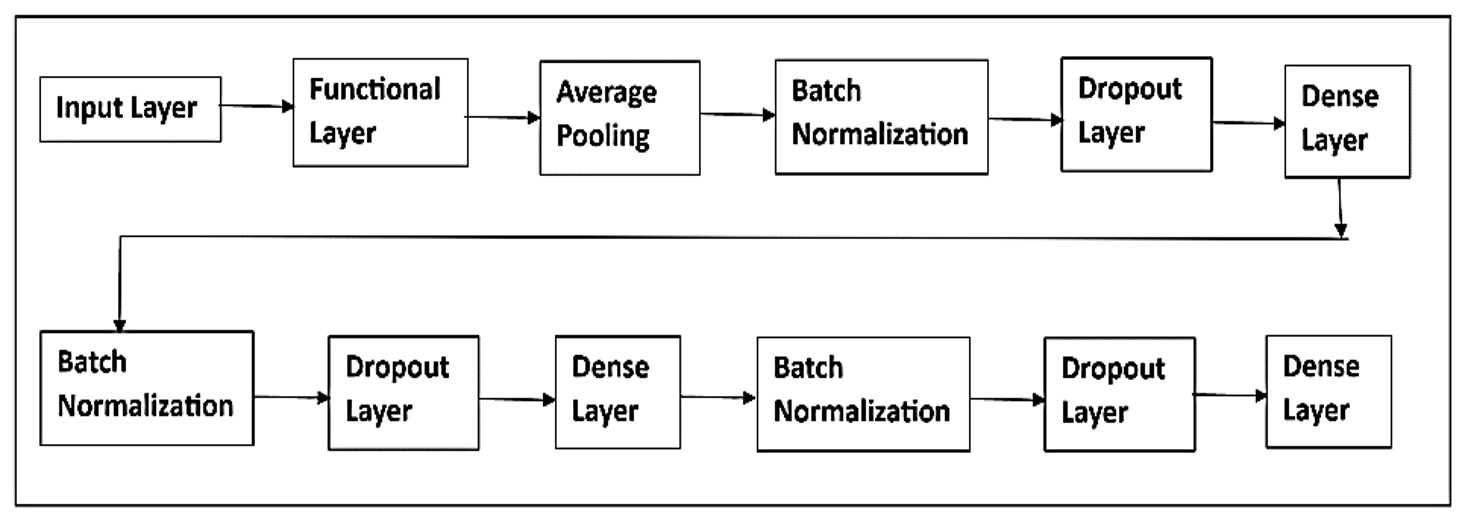 Input Layer
Functional
Layer
Average
Pooling
Batch
Normalization
Dropout
Layer
Dense
Layer
Batch
Normalization
Dropout
Layer
Dense
Layer
Batch
Normalization
Dropout
Layer
Dense
Layer